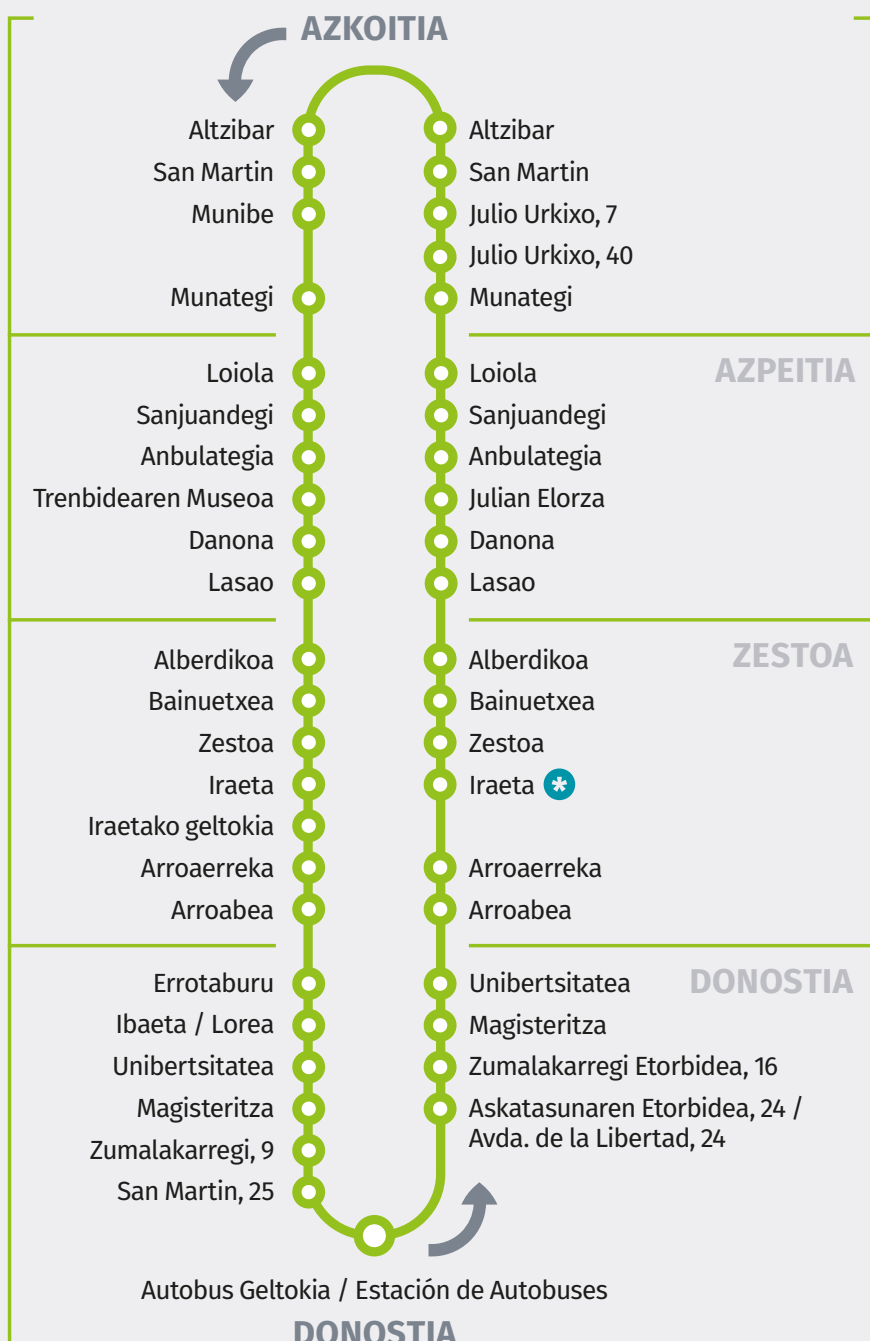 AZKOITIA
Altzibar
Altzibar
San Martin
San Martin
Munibe
Julio Urkixo, 7
Julio Urkixo, 40
Munategi
Munategi
AZPEITIA
Loiola
Loiola
Sanjuandegi
Sanjuandegi
Anbulategia
Anbulategia
Trenbidearen Museoa
Julian Elorza
Danona
Danona
Lasao
Lasao
ZESTOA
Alberdikoa
Alberdikoa
Bainuetxea
Bainuetxea
Zestoa
Zestoa
Iraeta
Iraeta *
Iraetako geltokia
Arroaerreka
Arroaerreka
Arroabea
Arroabea
DONOSTIA
Errotaburu
Unibertsitatea
Ibaeta / Lorea
Magisteritza
Unibertsitatea
Zumalakarregi Etorbidea, 16
Magisteritza
Askatasunaren Etorbidea, 24 /
Avda. de la Libertad, 24
Zumalakarregi, 9
San Martin, 25
Autobus Geltokia / Estación de Autobuses
DONOSTIA